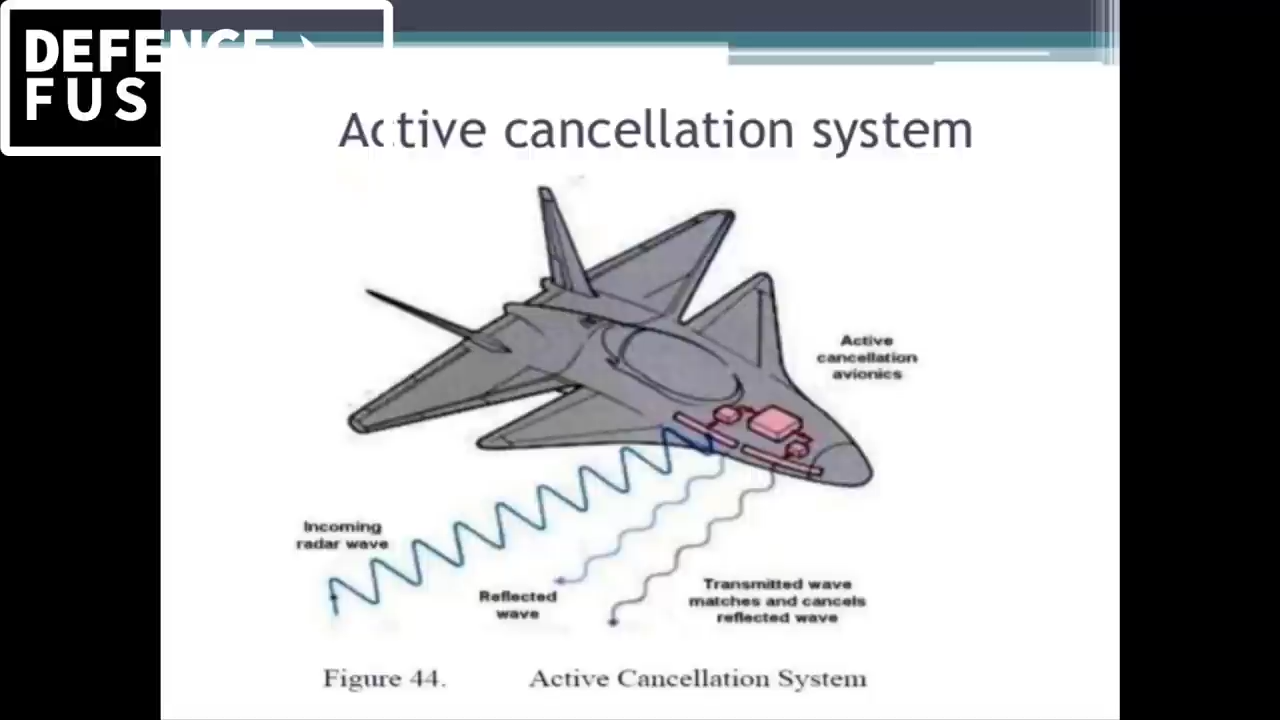 DEFENCE
FUS
Active cancellation system
Active
cancellation
avionics
Incoming
radar wave
Reflected
wave
Transmitted wave
matches and cancels
reflected wave
Figure 44. Active Cancellation System